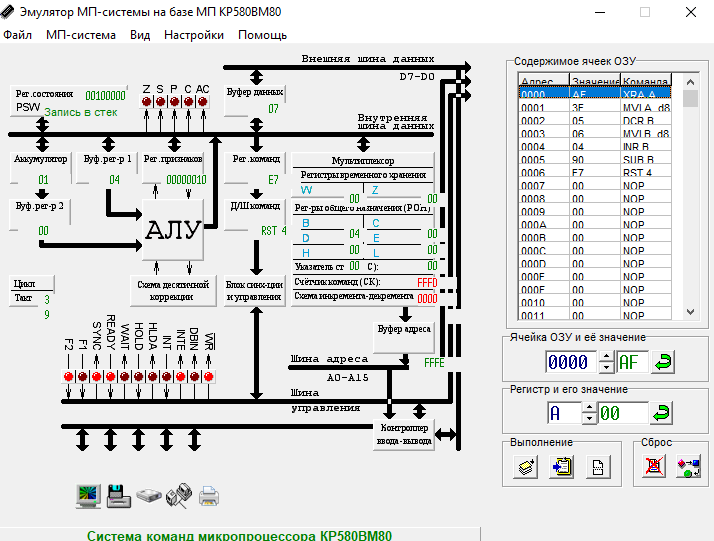 Эмулятор МП-системы на базе МП КР580ВМ80
Файл МП-система Вид Настройки Помощь
Внешняя шина данных
D7-D0
Рег.состояния
PSW
00100000
Запись в стек
Z S P C AC
Буфер данных
07
Внутренняя
шина данных
Аккумулятор
01
Буф.рег-р 1
04
Рег.признаков
00000010
Рег.команд
E7
Мультиплексор
Регистры временного хранения
W 00 Z 00
Буф.рег-р 2
00
АЛУ
Д/Ш команд
RST 4
Рег-ры общего назначения (РОН)
B 04 C 00
D 00 E 00
H 00 L 00
Указатель ст 00 С): 00
Счётчик команд (СК): FFF0
Схема инкремента-декремента 0000
Цикл 3
Такт 9
Схема десятичной
коррекции
Блок синх-ции
и управления
Буфер адреса
FFFE
F2 F1 SYNC READY WAIT HOLD HLDA INT INTE DBIN WR
Шина адреса
A0-A15
Шина
управления
Контроллер
ввода-вывода
Система команд микропроцессора КР580ВМ80
Содержимое ячеек ОЗУ
Адрес Значение Команда
0000 AF XRA A
0001 3E MVI A, d8
0002 05 DCR B
0003 06 MVI B, d8
0004 04 INR B
0005 90 SUB B
0006 E7 RST 4
0007 00 NOP
0008 00 NOP
0009 00 NOP
000A 00 NOP
000B 00 NOP
000C 00 NOP
000D 00 NOP
000E 00 NOP
000F 00 NOP
0010 00 NOP
0011 00 NOP
Ячейка ОЗУ и её значение
0000 AF
Регистр и его значение
A 00
Выполнение
Сброс